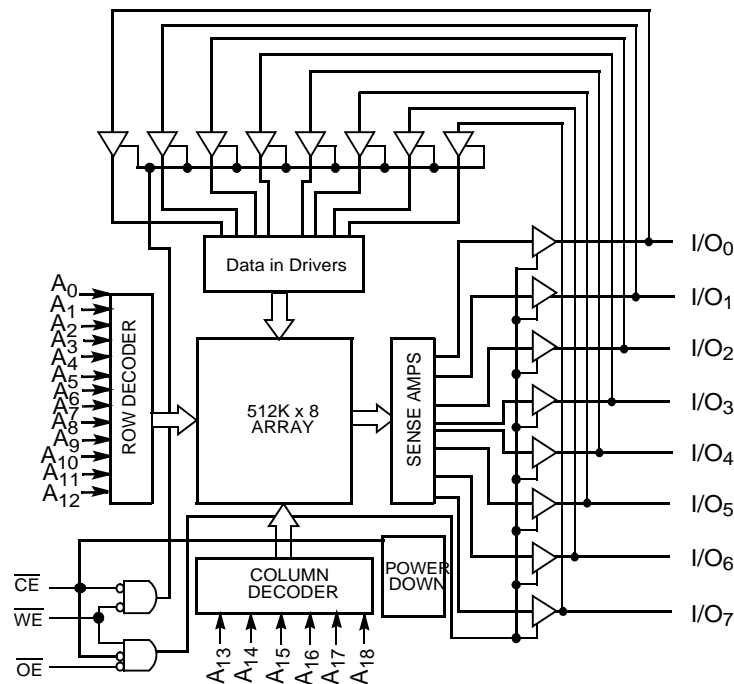 Data in Drivers
A0
A1
A2
A3
A4
A5
A6
A7
A8
A9
A10
A11
A12
ROW DECODER
512K x 8
ARRAY
SENSE AMPS
I/O0
I/O1
I/O2
I/O3
I/O4
I/O5
I/O6
I/O7
COLUMN
DECODER
POWER
DOWN
CE
WE
OE
A13
A14
A15
A16
A17
A18